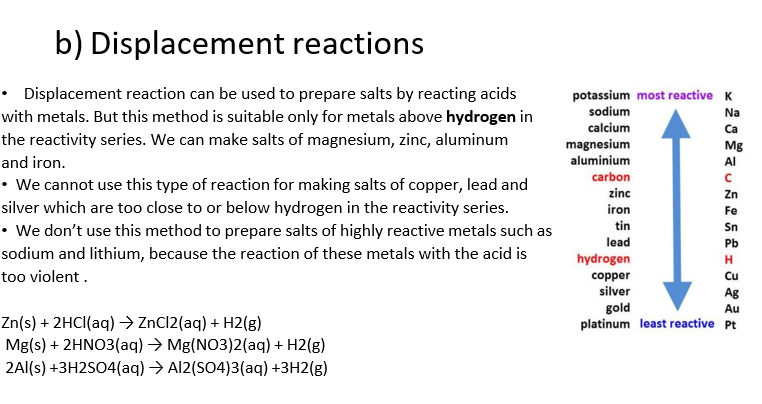 b) Displacement reactions
• Displacement reaction can be used to prepare salts by reacting acids
with metals. But this method is suitable only for metals above hydrogen in
the reactivity series. We can make salts of magnesium, zinc, aluminum
and iron.
• We cannot use this type of reaction for making salts of copper, lead and
silver which are too close to or below hydrogen in the reactivity series.
• We don’t use this method to prepare salts of highly reactive metals such as
sodium and lithium, because the reaction of these metals with the acid is
too violent .
Zn(s) + 2HCl(aq) → ZnCl2(aq) + H2(g)
Mg(s) + 2HNO3(aq) → Mg(NO3)2(aq) + H2(g)
2Al(s) +3H2SO4(aq) → Al2(SO4)3(aq) +3H2(g)
potassium most reactive K
sodium Na
calcium Ca
magnesium Mg
aluminium Al
carbon C
zinc Zn
iron Fe
tin Sn
lead Pb
hydrogen H
copper Cu
silver Ag
gold Au
platinum least reactive Pt